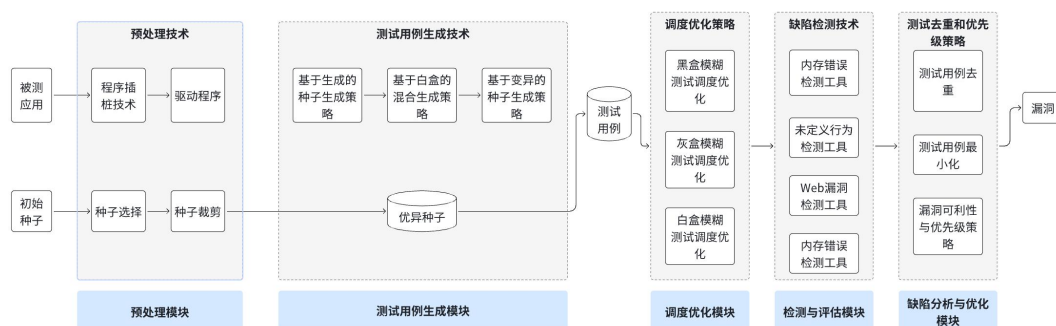 预处理技术
测试用例生成技术
调度优化策略
缺陷检测技术
测试去重和优先
级策略
被测
应用
程序插
桩技术
驱动程序
基于生成的
种子生成策
略
基于白盒的
混合生成策
略
基于变异的
种子生成策
略
测试
用例
黑盒模糊
测试调度优
化
内存错误
检测工具
测试用例去
重
漏洞
灰盒模糊
测试调度优
化
未定义行为
检测工具
测试用例最
小化
初始
种子
种子选择
种子裁剪
优异种子
白盒模糊
测试调度优
化
Web漏洞
检测工具
内存错误
检测工具
漏洞可利性
与优先级策
略
预处理模块
测试用例生成模块
调度优化模块
检测与评估模块
缺陷分析与优化
模块